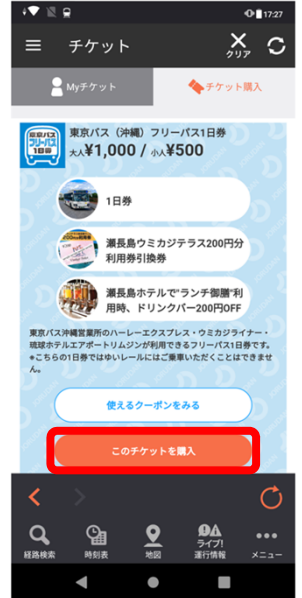 17:27
チケット
クリア
Myチケット
チケット購入
東京バス
フリーパス
1日券
東京バス（沖縄）フリーパス1日券
大人¥1,000 / 小人¥500
1日券
瀬長島ウミカジテラス200円分
利用券引換券
瀬長島ホテルで"ランチ御膳"利
用時、ドリンクバー200円OFF
東京バス沖縄営業所のハーレーエクスプレス・ウミカジライナー・
琉球ホテルエアポートリムジンが利用できるフリーパス1日券です。
※こちらの1日券ではゆいレールにはご乗車いただくことはできませ
ん。
使えるクーポンをみる
このチケットを購入
経路検索
時刻表
地図
ライブ!
運行情報
メニュー